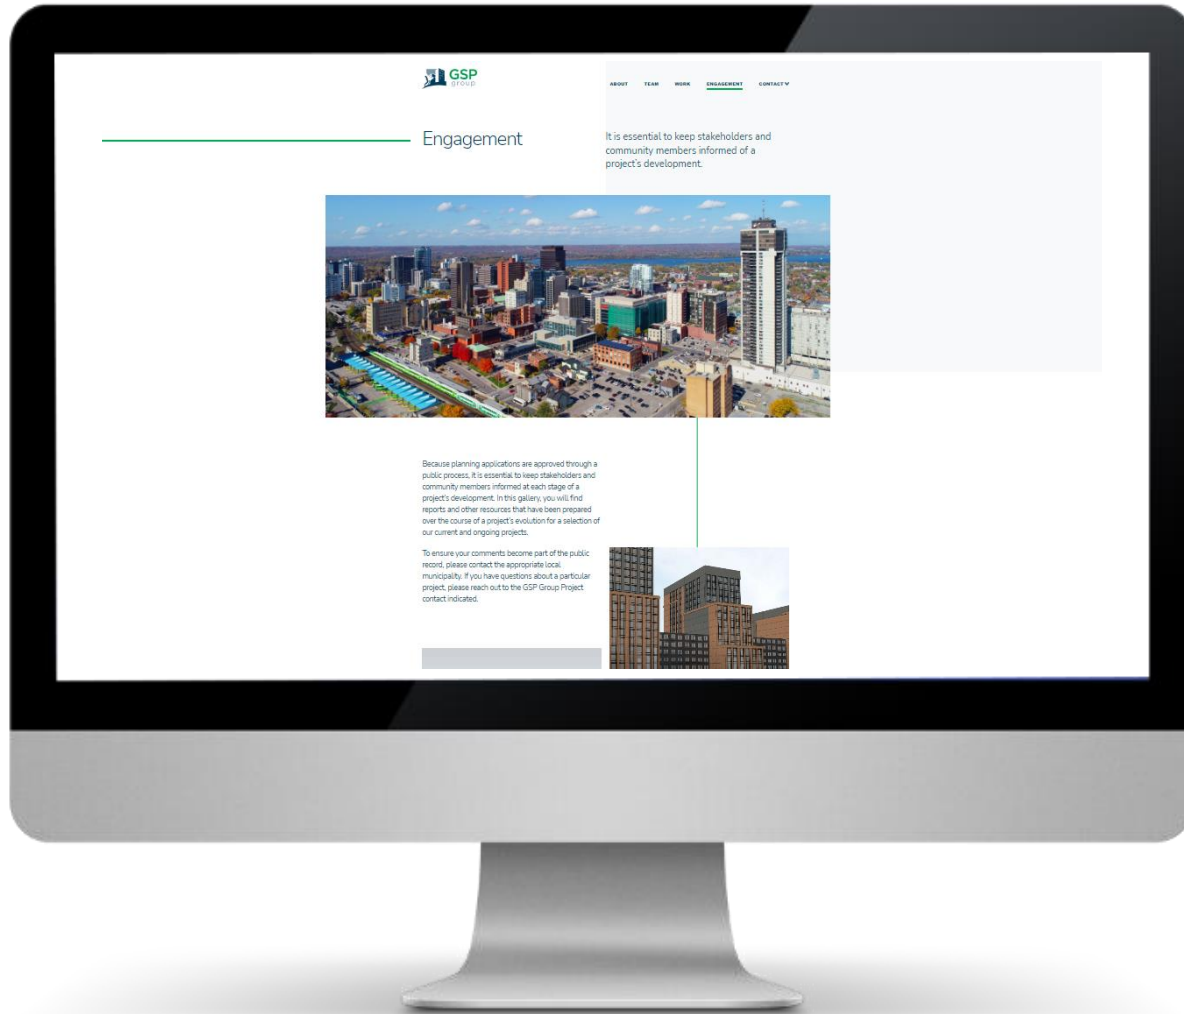 GSP
group
ABOUT TEAM WORK ENGAGEMENT CONTACT
Engagement
It is essential to keep stakeholders and
community members informed of a
project's development.
Because planning applications are approved through a
public process, it is essential to keep stakeholders and
community members informed at each stage of a
project's development. In this gallery, you will find
reports and other resources that have been prepared
over the course of a project's evolution for a selection of
our current and ongoing projects.
To ensure your comments become part of the public
record, please contact the appropriate local
municipality. If you have questions about a particular
project, please reach out to the GSP Group Project
contact indicated.